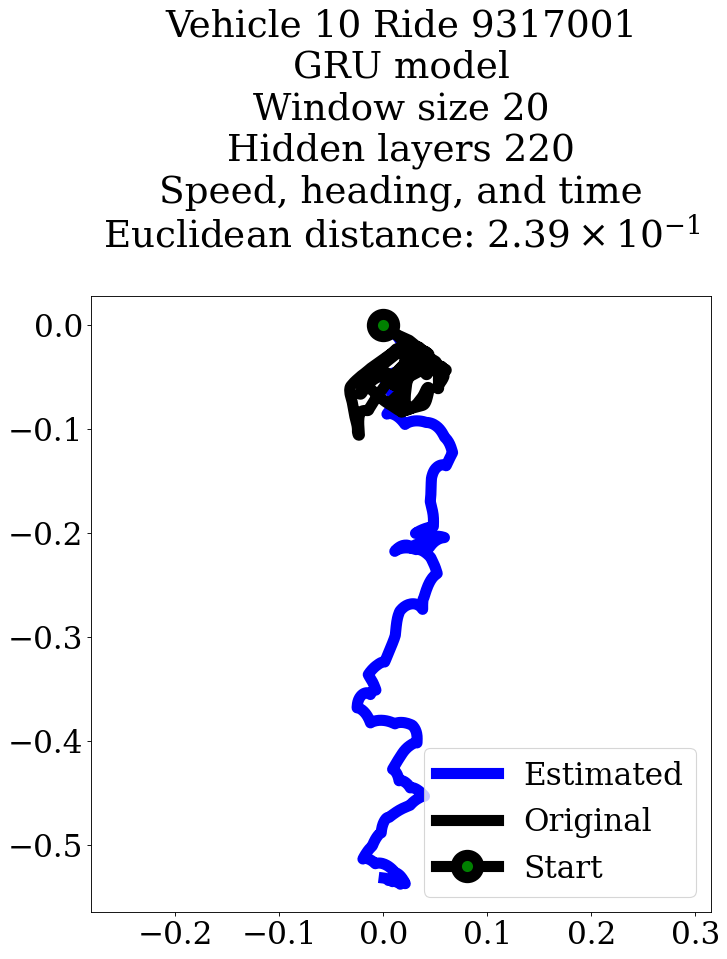 Vehicle 10 Ride 9317001
GRU model
Window size 20
Hidden layers 220
Speed, heading, and time
Euclidean distance: 2.39 × 10⁻¹
0.0
−0.1
−0.2
−0.3
−0.4
−0.5
Estimated
Original
Start
−0.2 −0.1 0.0 0.1 0.2 0.3